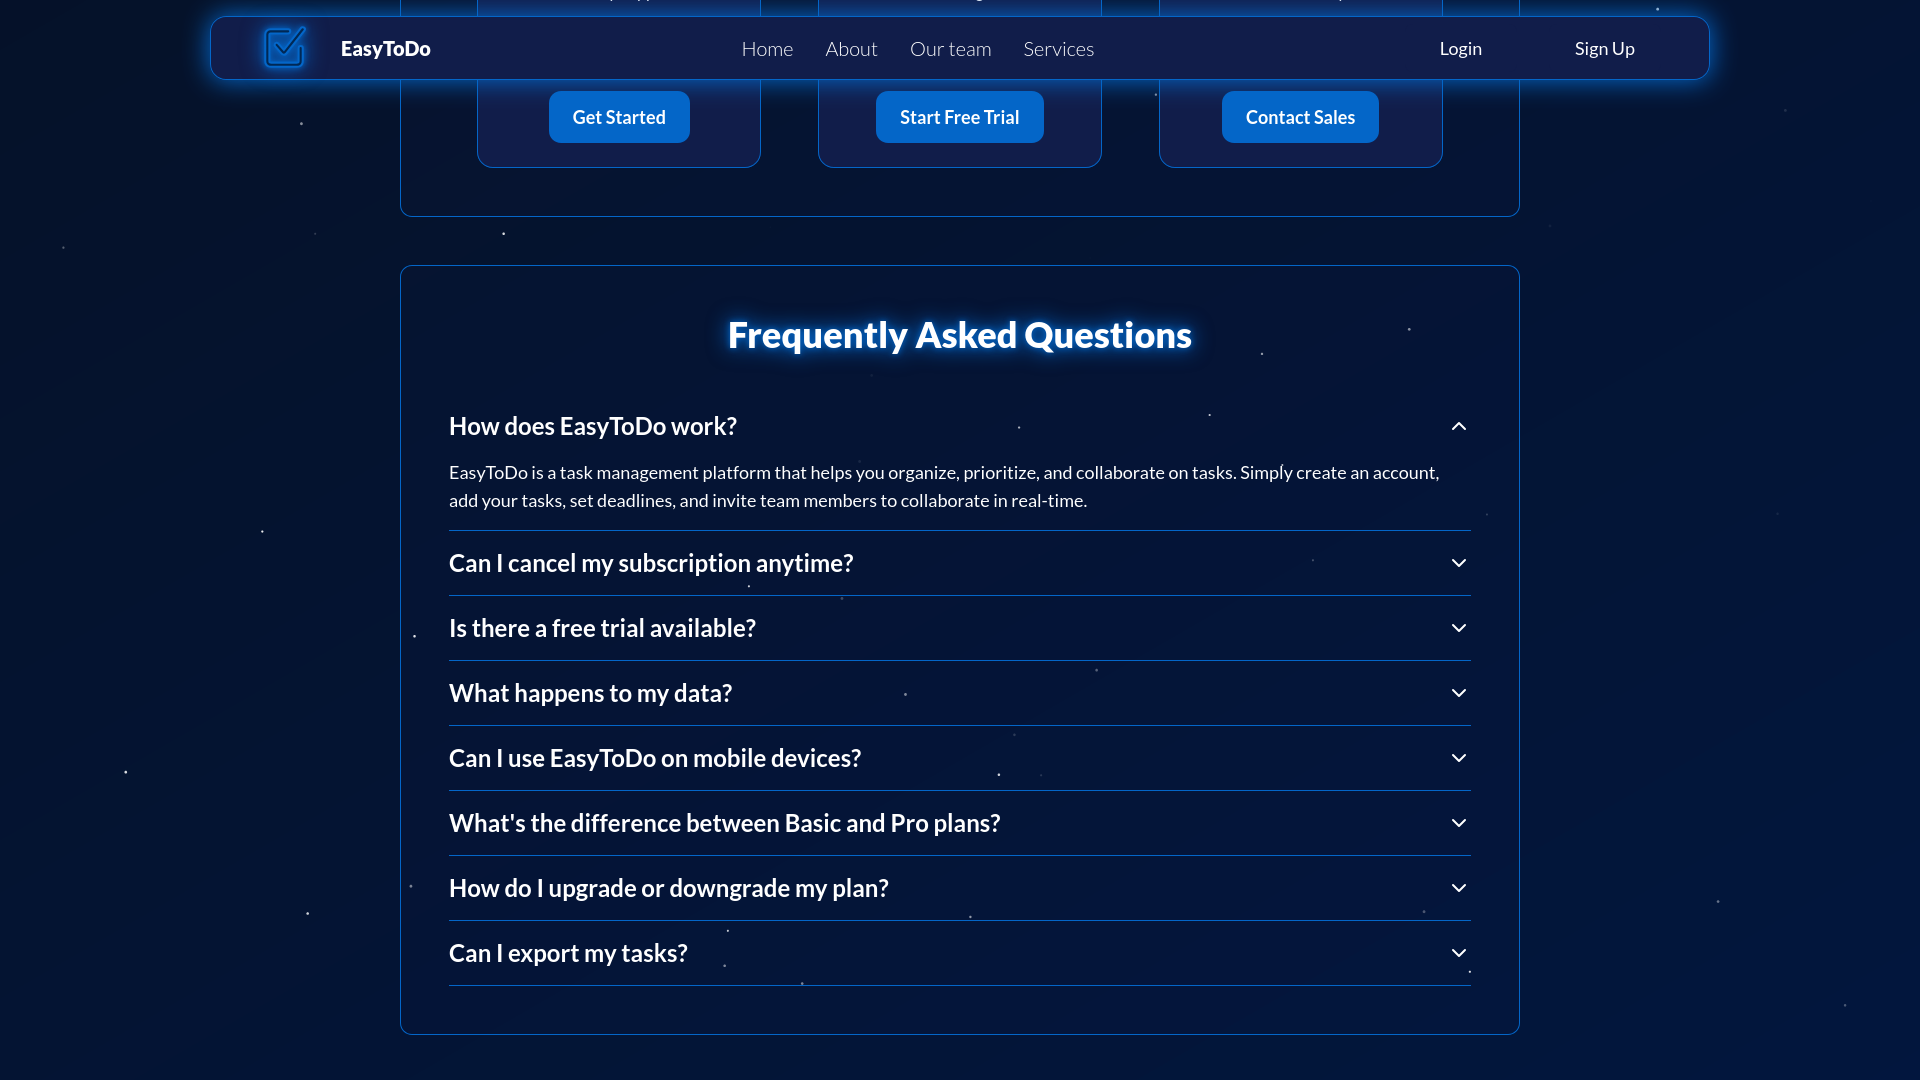 EasyToDo
Home About Our team Services
Login Sign Up
Get Started Start Free Trial Contact Sales
Frequently Asked Questions
How does EasyToDo work?
EasyToDo is a task management platform that helps you organize, prioritize, and collaborate on tasks. Simply create an account,
add your tasks, set deadlines, and invite team members to collaborate in real-time.
Can I cancel my subscription anytime?
Is there a free trial available?
What happens to my data?
Can I use EasyToDo on mobile devices?
What's the difference between Basic and Pro plans?
How do I upgrade or downgrade my plan?
Can I export my tasks?